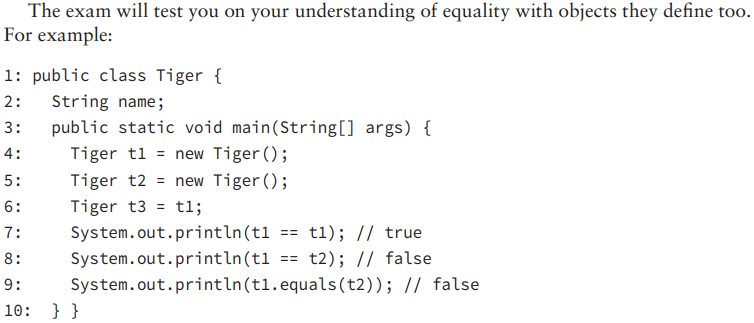 The exam will test you on your understanding of equality with objects they define too.
For example:
1: public class Tiger {
2:   String name;
3:   public static void main(String[] args) {
4:     Tiger t1 = new Tiger();
5:     Tiger t2 = new Tiger();
6:     Tiger t3 = t1;
7:     System.out.println(t1 == t1); // true
8:     System.out.println(t1 == t2); // false
9:     System.out.println(t1.equals(t2)); // false
10:  } }